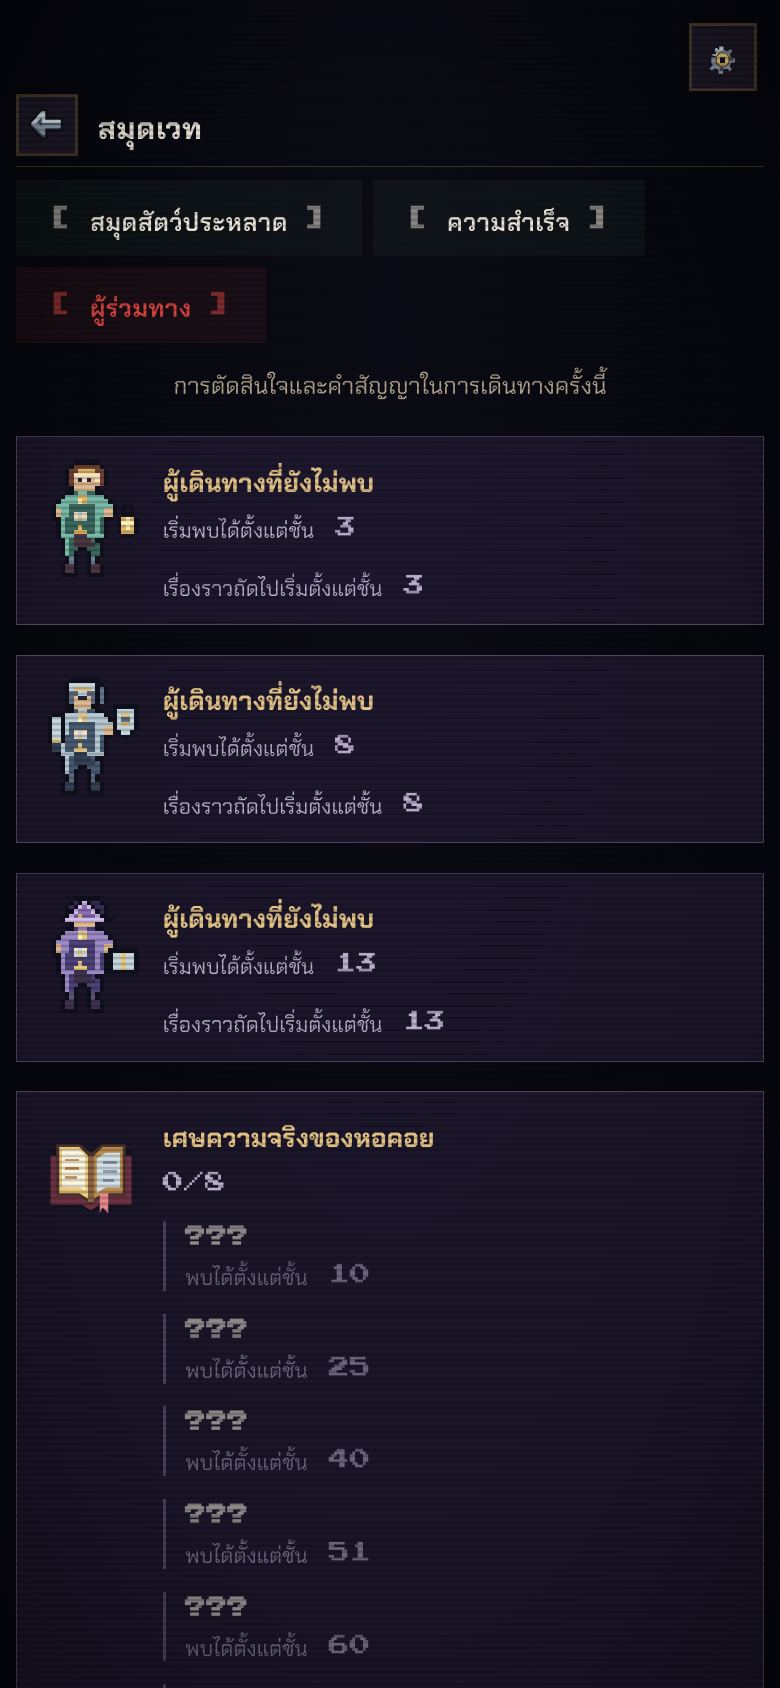 สมุดเวท
[ สมุดสัตว์ประหลาด ] [ ความสำเร็จ ]
[ ผู้ร่วมทาง ]
การตัดสินใจและคำสัญญาในการเดินทางครั้งนี้
ผู้เดินทางที่ยังไม่พบ
เริ่มพบได้ตั้งแต่ชั้น 3
เรื่องราวถัดไปเริ่มตั้งแต่ชั้น 3
ผู้เดินทางที่ยังไม่พบ
เริ่มพบได้ตั้งแต่ชั้น 8
เรื่องราวถัดไปเริ่มตั้งแต่ชั้น 8
ผู้เดินทางที่ยังไม่พบ
เริ่มพบได้ตั้งแต่ชั้น 13
เรื่องราวถัดไปเริ่มตั้งแต่ชั้น 13
เศษความจริงของหอคอย
0/8
???
พบได้ตั้งแต่ชั้น 10
???
พบได้ตั้งแต่ชั้น 25
???
พบได้ตั้งแต่ชั้น 40
???
พบได้ตั้งแต่ชั้น 51
???
พบได้ตั้งแต่ชั้น 60